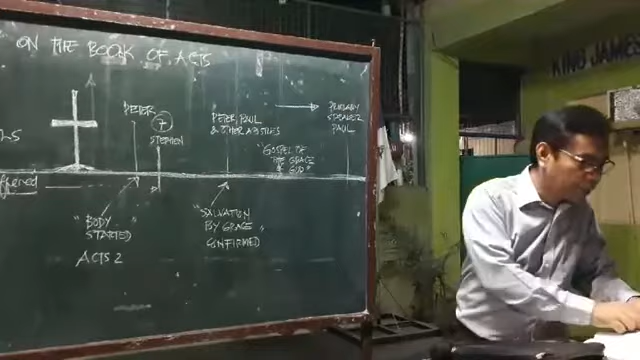 "ON THE BOOK OF ACTS
PETER
+
STEPHEN
PETER, PAUL
& OTHER APOSTLES
PRIMARY
SPEAKER
PAUL
"GOSPEL OF
THE GRACE
OF GOD"
offered
"BODY
STARTED"
ACTS 2
"SALVATION
BY GRACE"
CONFIRMED
KING JAMES